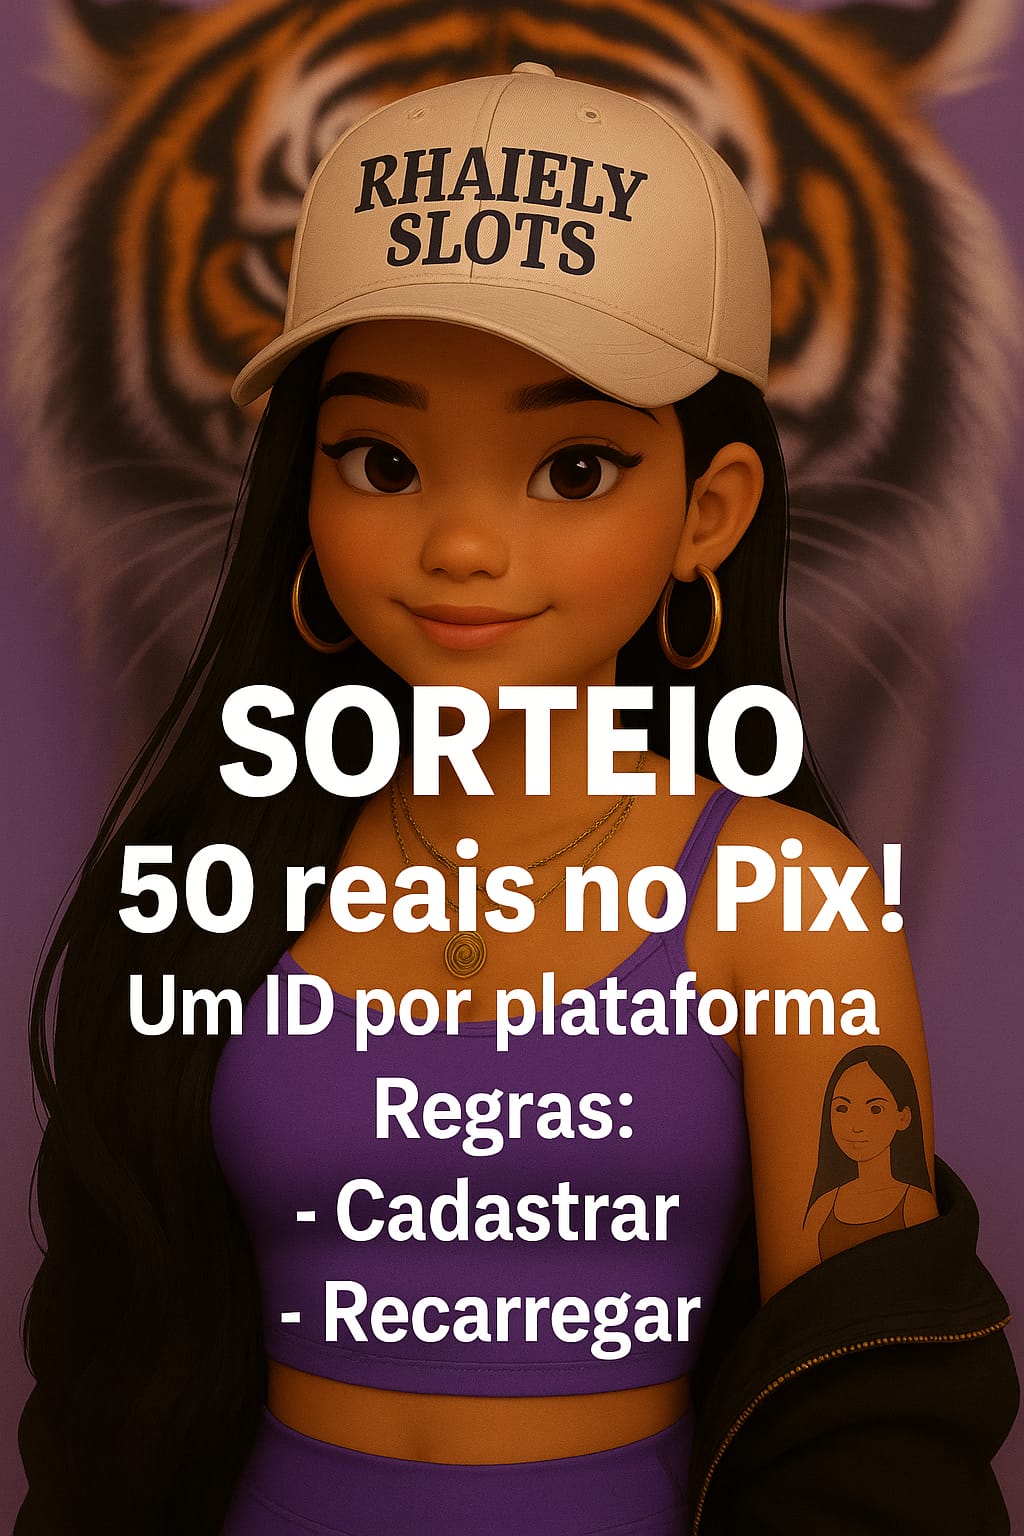 RHAIELY
SLOTS
SORTEIO
50 reais no Pix!
Um ID por plataforma
Regras:
- Cadastrar
- Recarregar